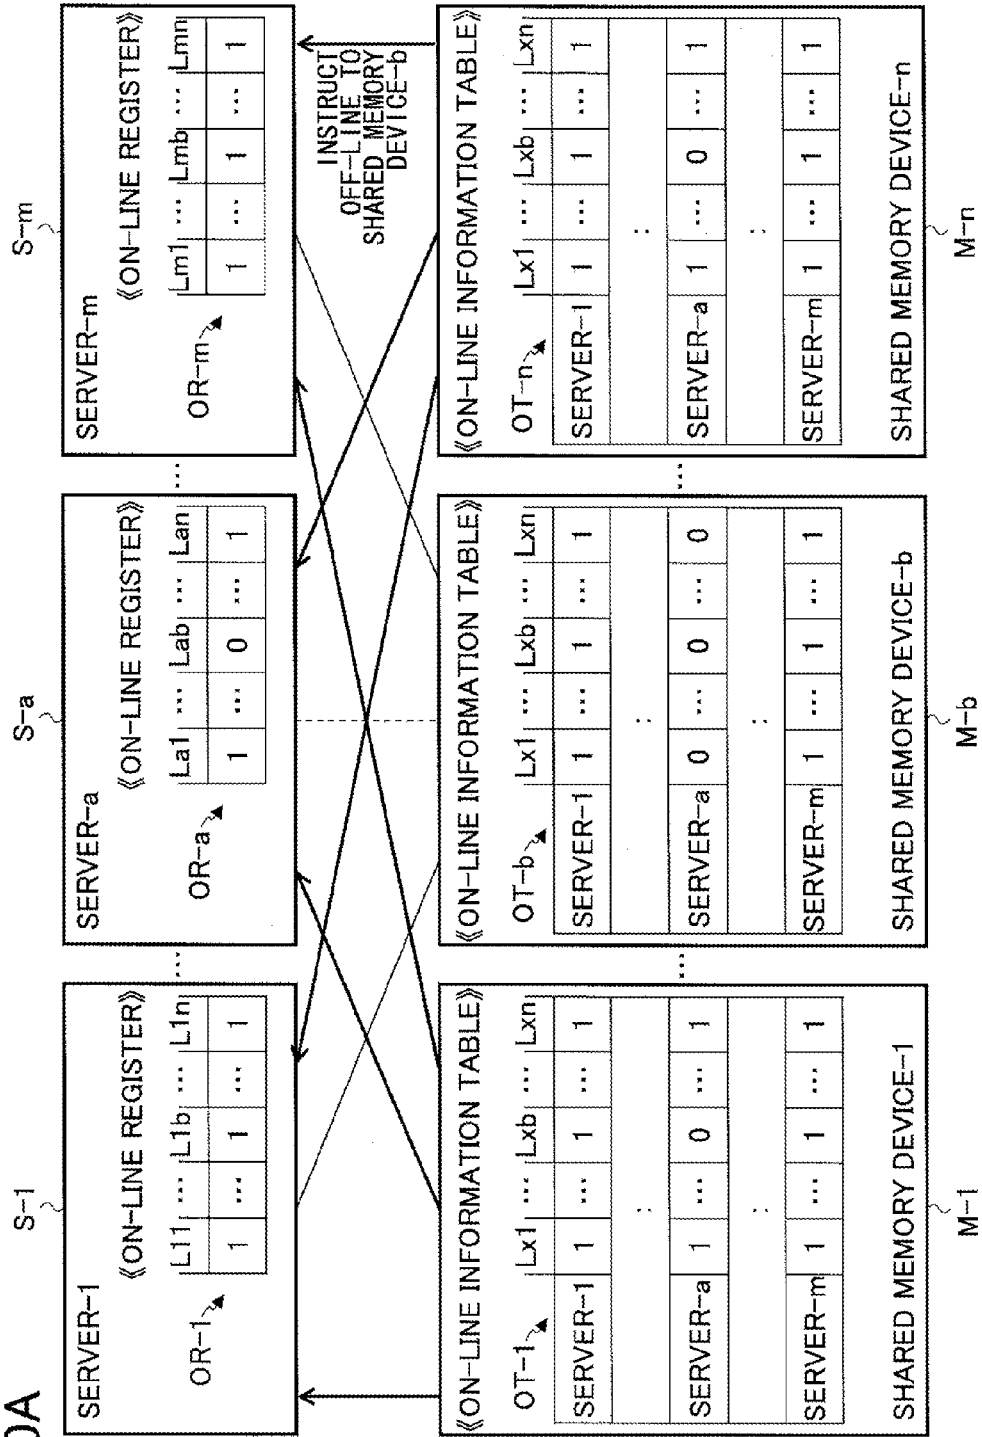 0A
S-1
SERVER-1
《ON-LINE REGISTER》
OR-1
L11 ... L1b ... L1n
1 ... 1 ... 1
...
S-a
SERVER-a
《ON-LINE REGISTER》
OR-a
La1 ... Lab ... Lan
1 ... 0 ... 1
...
S-m
SERVER-m
《ON-LINE REGISTER》
OR-m
Lm1 ... Lmb ... Lmn
1 ... 1 ... 1
INSTRUCT
OFF-LINE TO
SHARED MEMORY
DEVICE-b
《ON-LINE INFORMATION TABLE》
OT-1
Lx1 ... Lxb ... Lxn
SERVER-1 1 ... 1 ... 1
:
SERVER-a 1 ... 0 ... 1
:
SERVER-m 1 ... 1 ... 1
SHARED MEMORY DEVICE-1
M-1
...
《ON-LINE INFORMATION TABLE》
OT-b
Lx1 ... Lxb ... Lxn
SERVER-1 1 ... 1 ... 1
:
SERVER-a 0 ... 0 ... 0
:
SERVER-m 1 ... 1 ... 1
SHARED MEMORY DEVICE-b
M-b
...
《ON-LINE INFORMATION TABLE》
OT-n
Lx1 ... Lxb ... Lxn
SERVER-1 1 ... 1 ... 1
:
SERVER-a 1 ... 0 ... 1
:
SERVER-m 1 ... 1 ... 1
SHARED MEMORY DEVICE-n
M-n